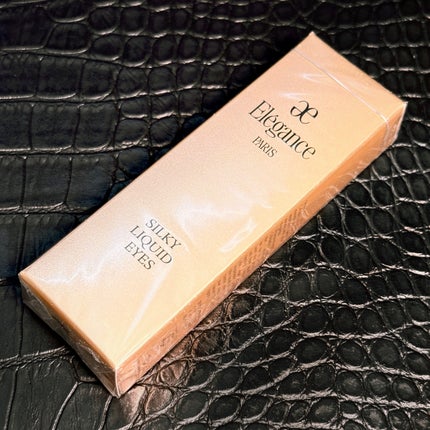 æ
Elégance
PARIS
SILKY
LIQUID
EYES